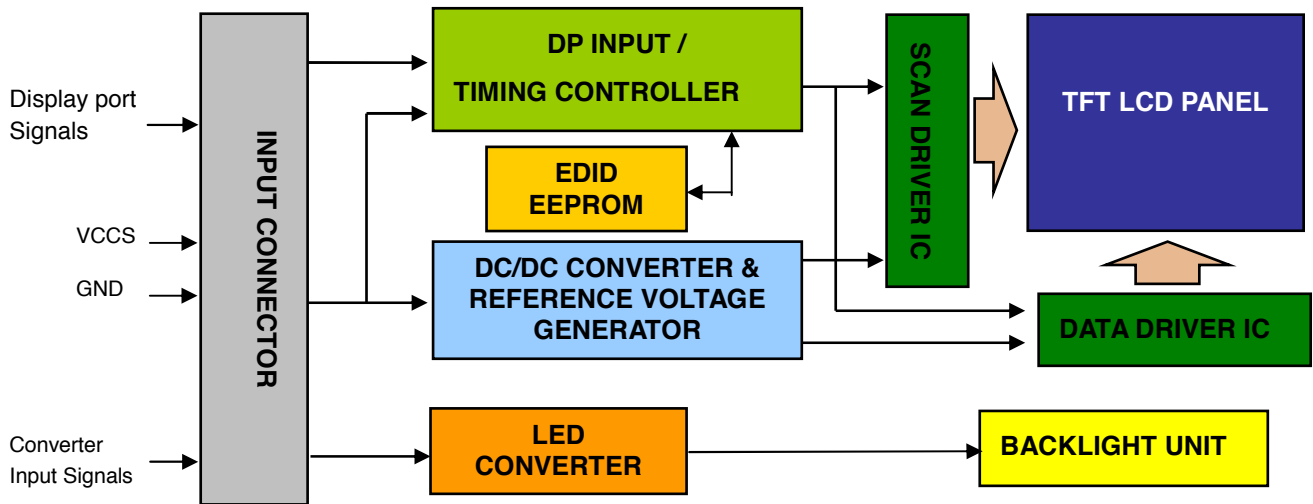 Display port
Signals
VCCS
GND
Converter
Input Signals
INPUT CONNECTOR
DP INPUT /
TIMING CONTROLLER
EDID
EEPROM
DC/DC CONVERTER &
REFERENCE VOLTAGE
GENERATOR
LED
CONVERTER
SCAN DRIVER IC
TFT LCD PANEL
DATA DRIVER IC
BACKLIGHT UNIT